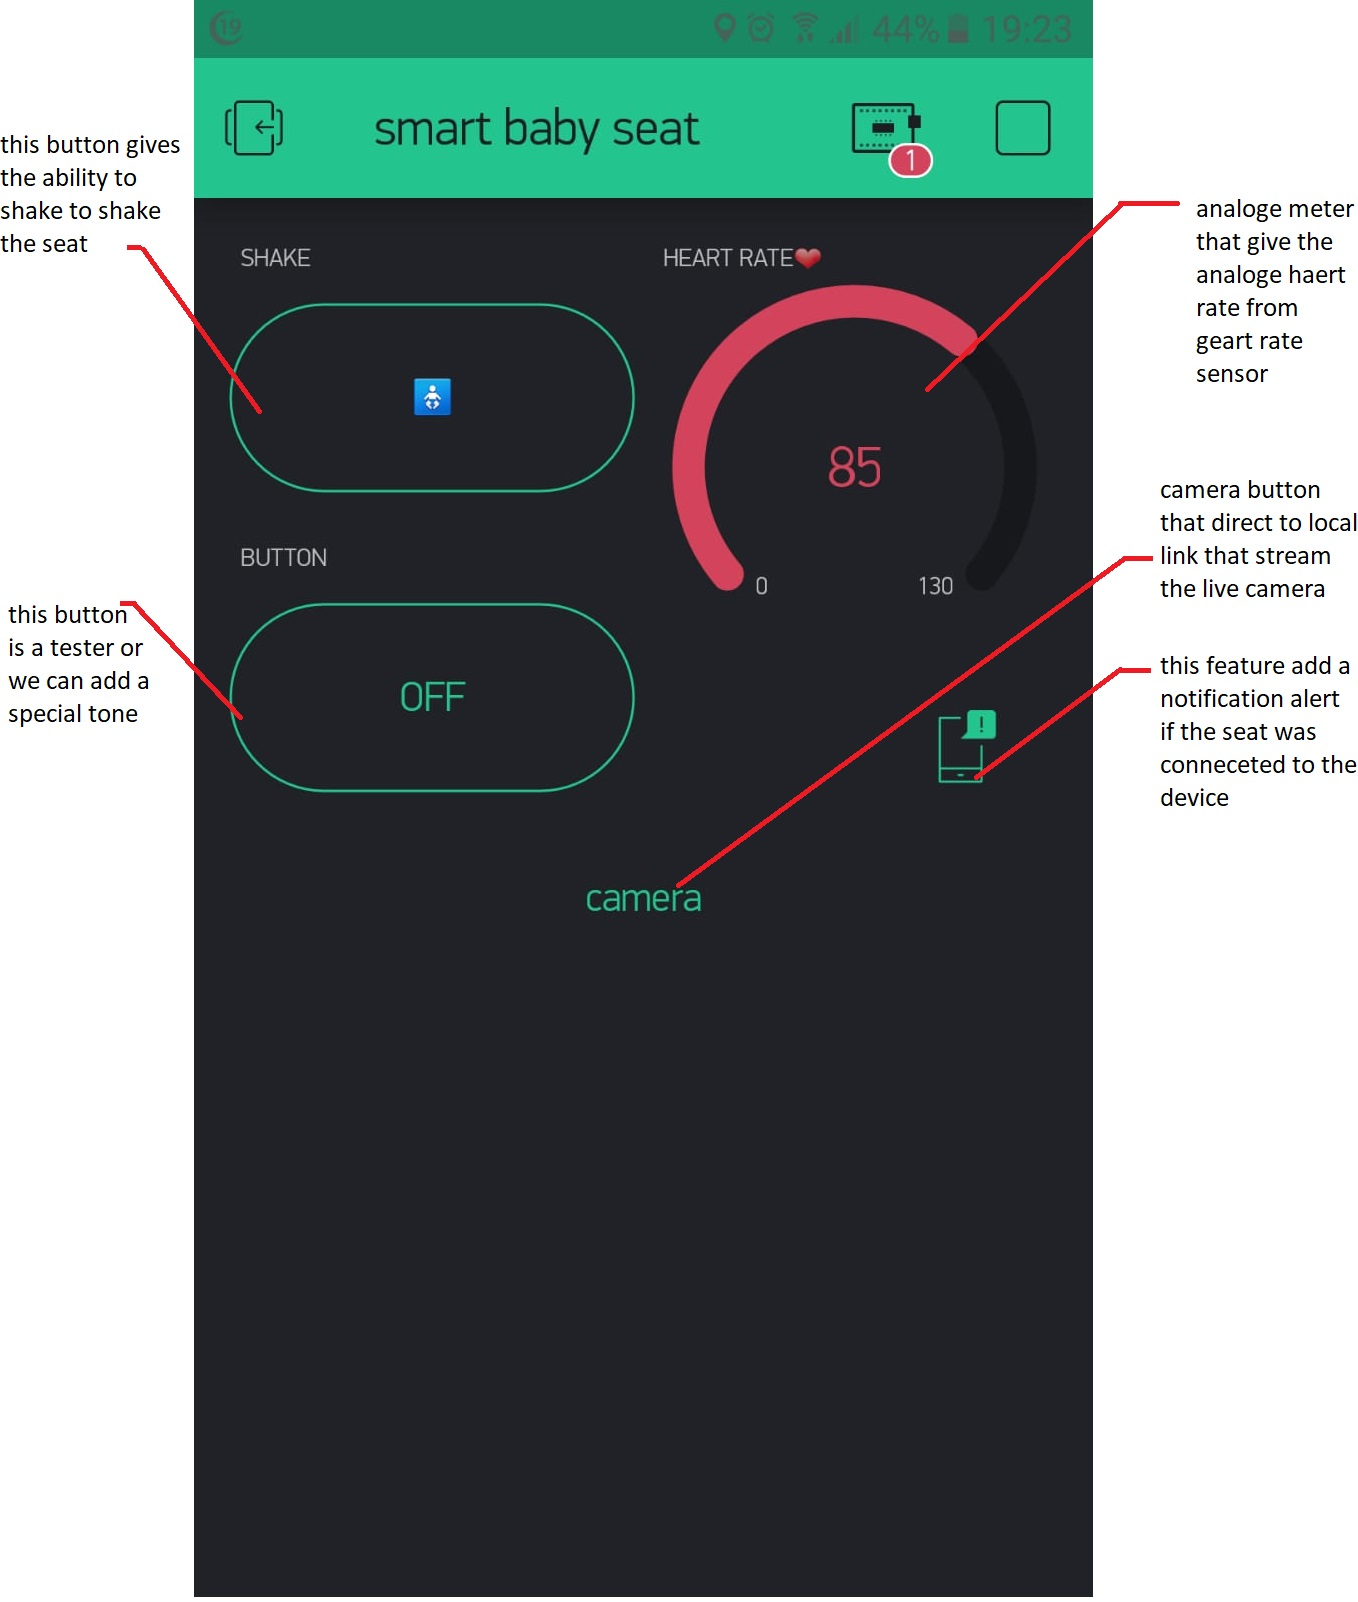 19
44% 19:23
smart baby seat
1
this button gives
the ability to
shake to shake
the seat
SHAKE
HEART RATE
analoge meter
that give the
analoge haert
rate from
geart rate
sensor
85
0
130
BUTTON
OFF
this button
is a tester or
we can add a
special tone
camera button
that direct to local
link that stream
the live camera
this feature add a
notification alert
if the seat was
conneceted to the
device
!
camera